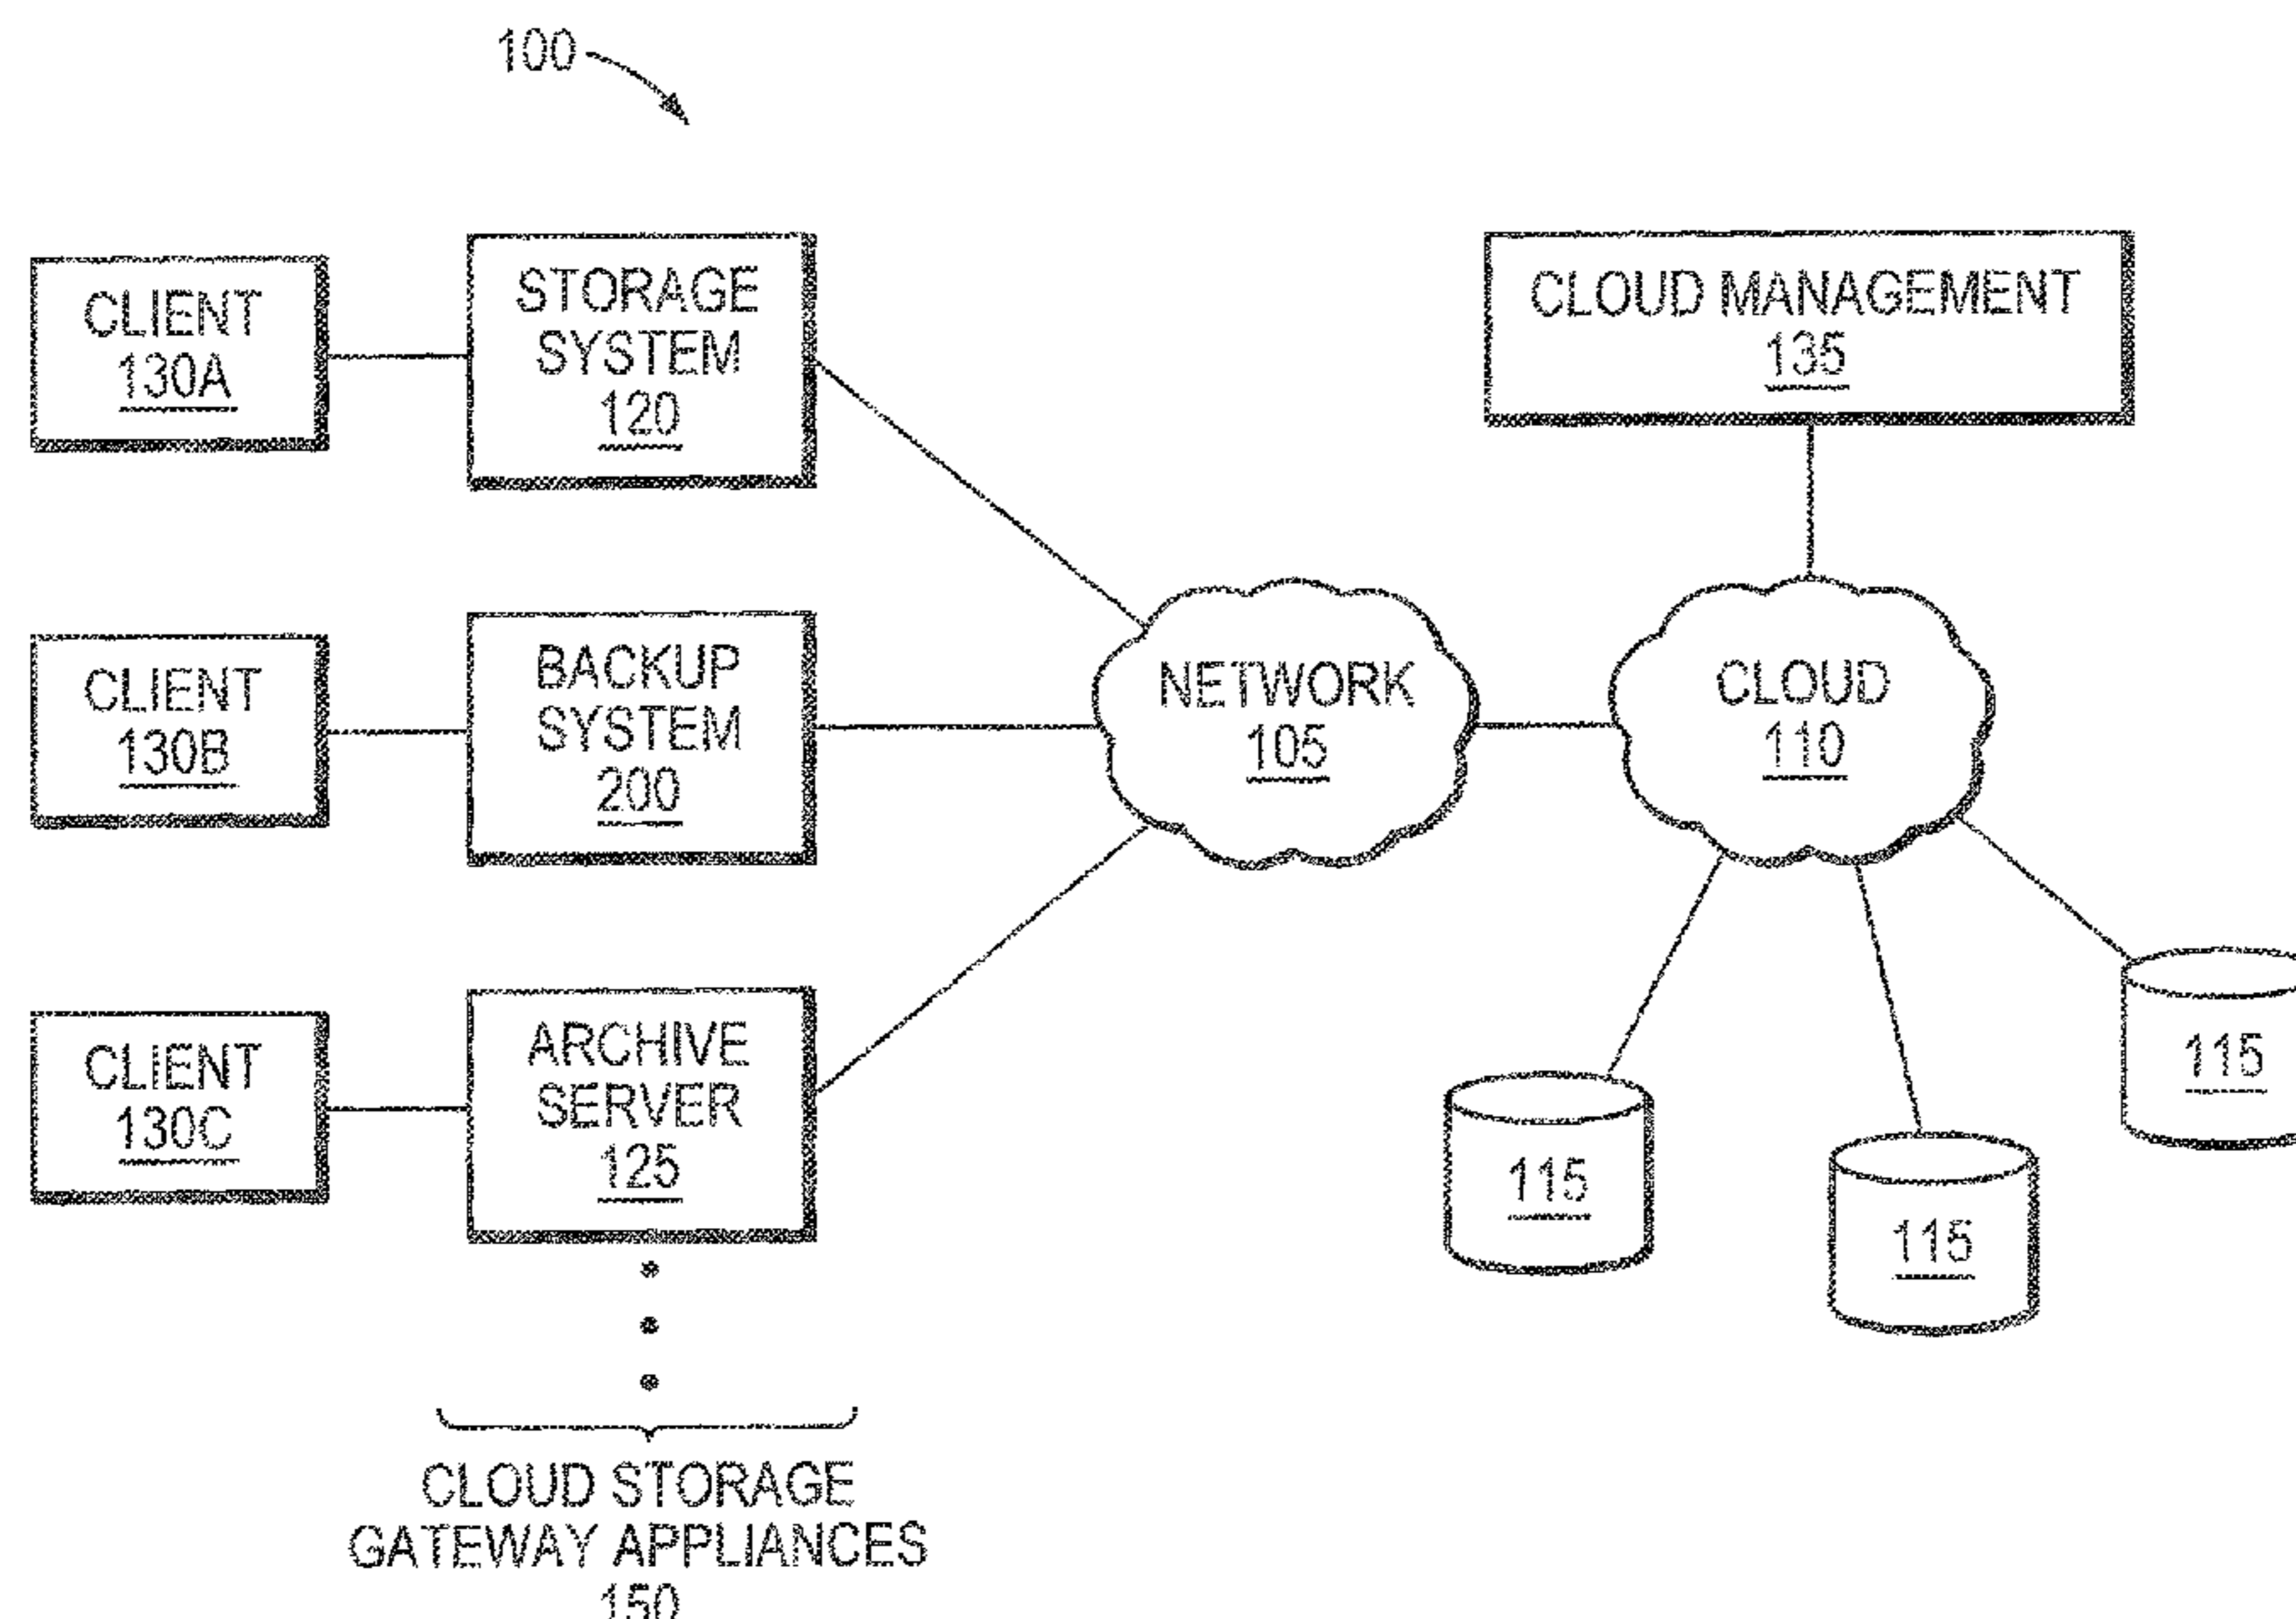 100
CLIENT
130A
STORAGE
SYSTEM
120
CLOUD MANAGEMENT
135
CLIENT
130B
BACKUP
SYSTEM
200
NETWORK
105
CLOUD
110
CLIENT
130C
ARCHIVE
SERVER
125
115
115
115
CLOUD STORAGE
GATEWAY APPLIANCES
150